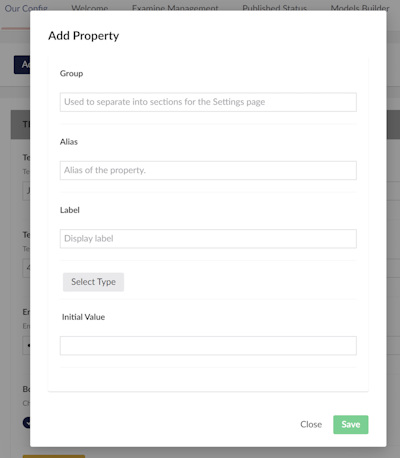 Our Config Welcome Examine Management Published Status Models Builder
Add Property
Group
Used to separate into sections for the Settings page
Alias
Alias of the property.
Label
Display label
Select Type
Initial Value
Close Save